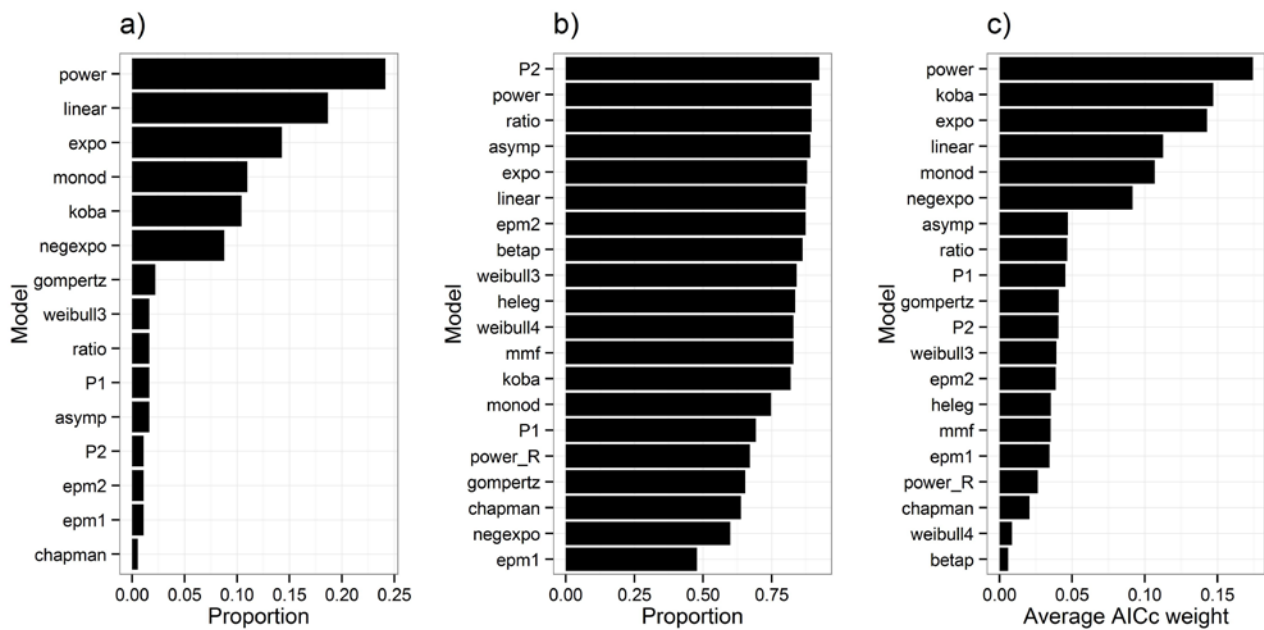 a)
Model
power
linear
expo
monod
koba
negexpo
gompertz
weibull3
ratio
P1
asymp
P2
epm2
epm1
chapman
0.00 0.05 0.10 0.15 0.20 0.25
Proportion
b)
Model
P2
power
ratio
asymp
expo
linear
epm2
betap
weibull3
heleg
weibull4
mmf
koba
monod
P1
power_R
gompertz
chapman
negexpo
epm1
0.00 0.25 0.50 0.75
Proportion
c)
Model
power
koba
expo
linear
monod
negexpo
asymp
ratio
P1
gompertz
P2
weibull3
epm2
heleg
mmf
epm1
power_R
chapman
weibull4
betap
0.00 0.05 0.10 0.15
Average AICc weight